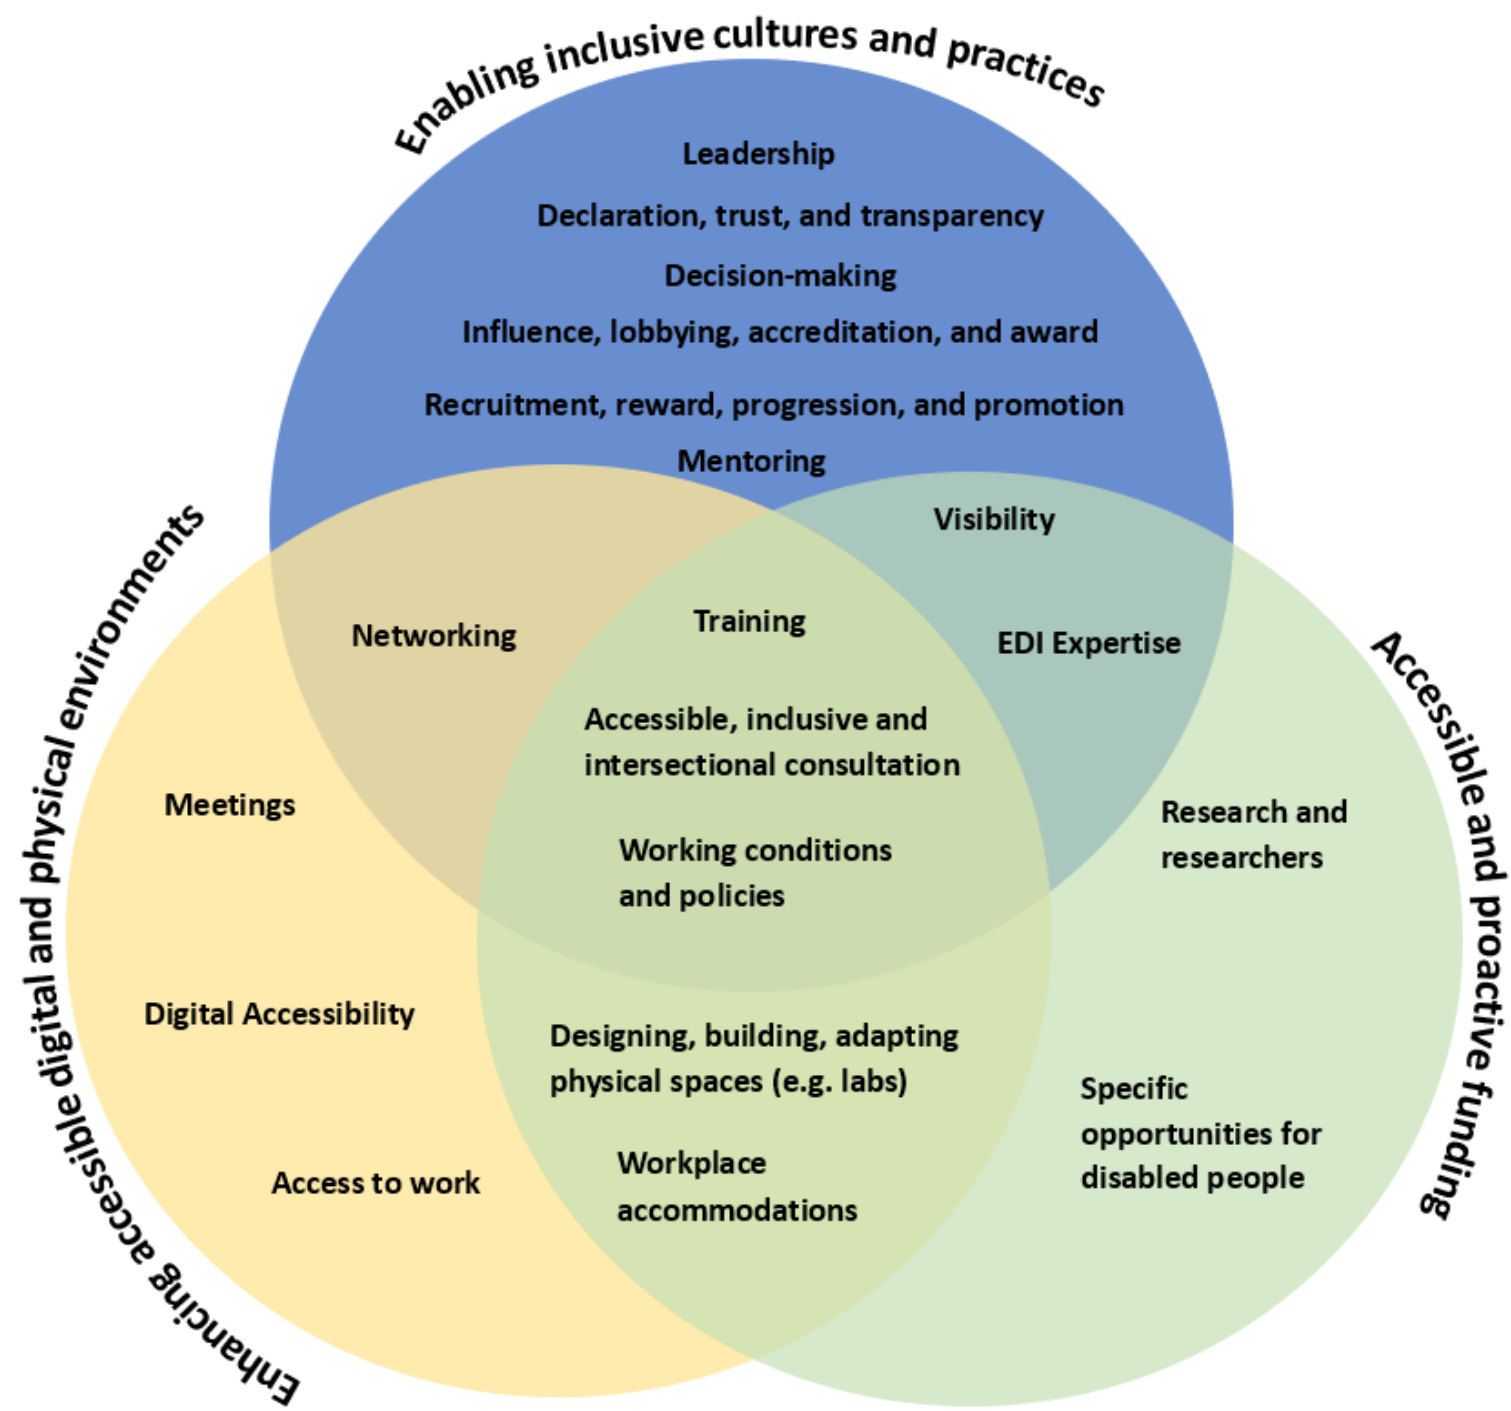 Enabling inclusive cultures and practices
Leadership
Declaration, trust, and transparency
Decision-making
Influence, lobbying, accreditation, and award
Recruitment, reward, progression, and promotion
Mentoring
Visibility
Networking
Training
EDI Expertise
Accessible, inclusive and
intersectional consultation
Working conditions
and policies
Meetings
Research and
researchers
Digital Accessibility
Designing, building, adapting
physical spaces (e.g. labs)
Access to work
Workplace
accommodations
Specific
opportunities for
disabled people
Enhancing accessible digital and physical environments
Accessible and proactive funding